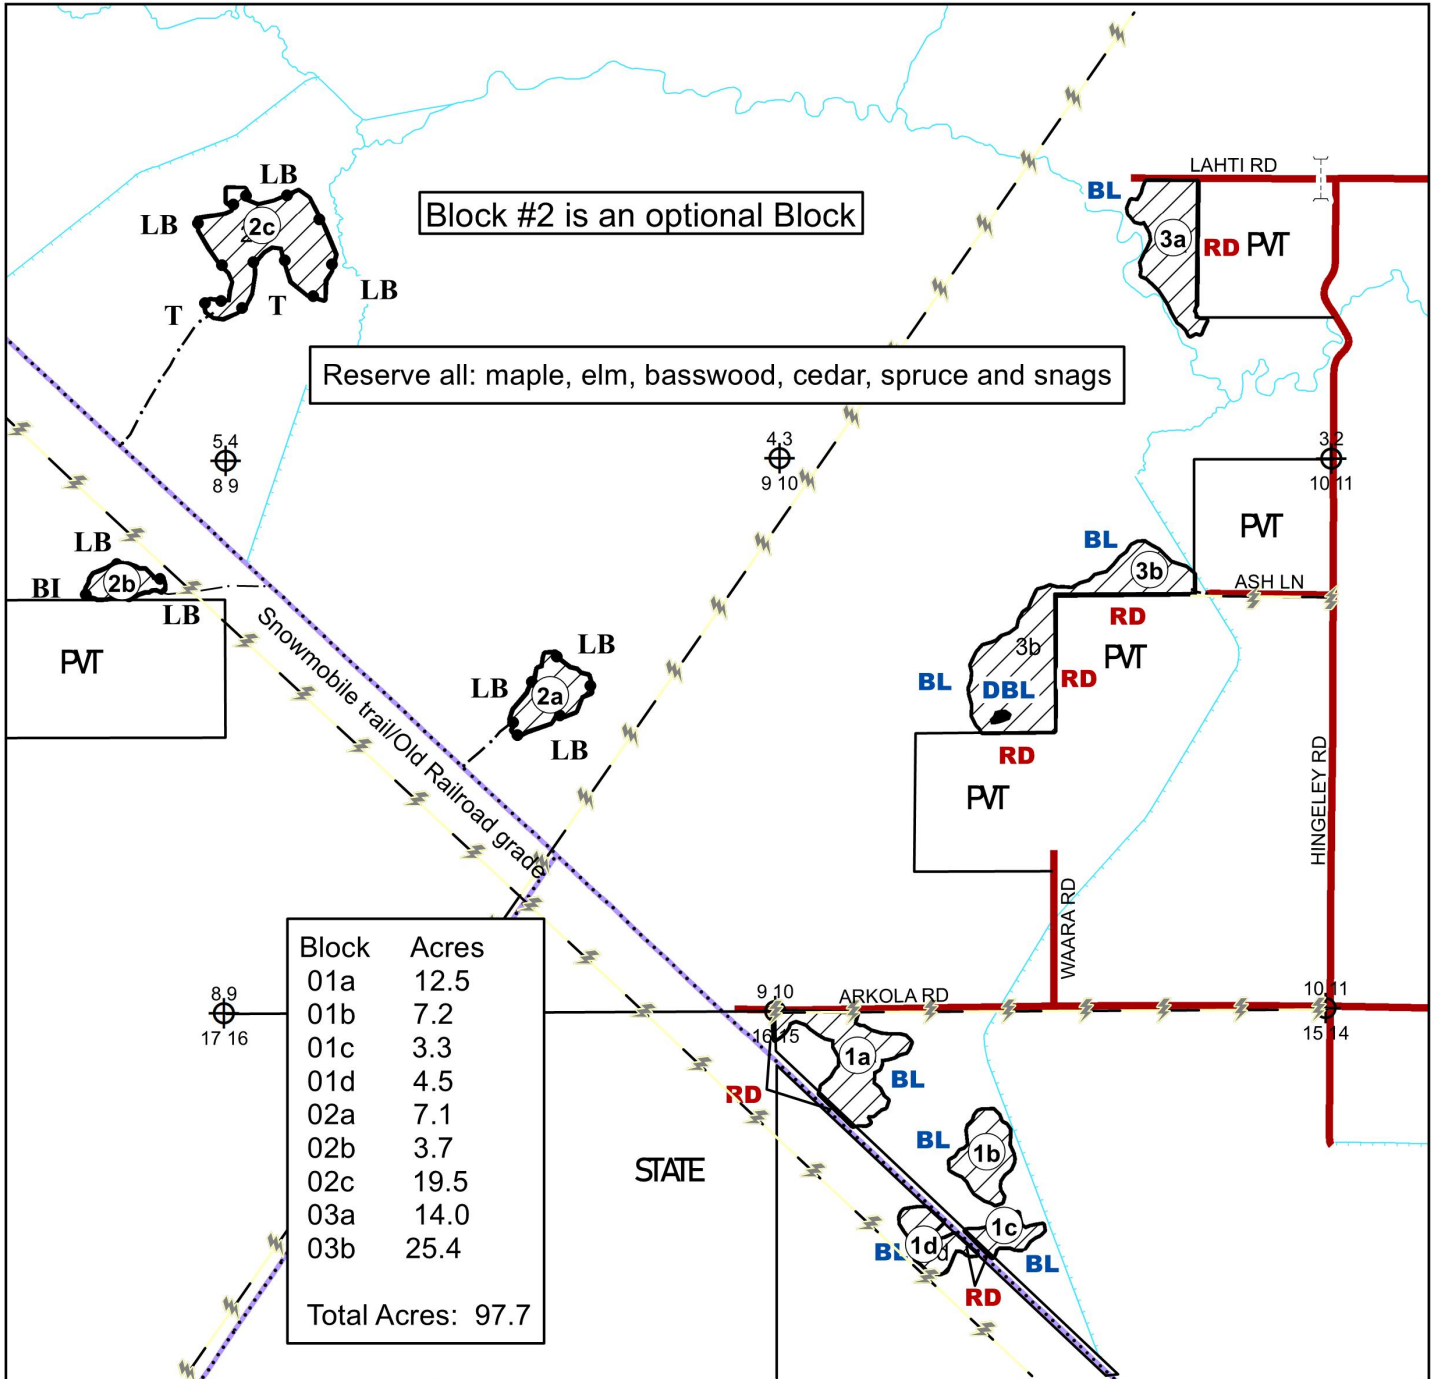 LAHTI RD
LB
BL
Block #2 is an optional Block
LB
2c
3a
RD
PVT
LB
T
T
Reserve all: maple, elm, basswood, cedar, spruce and snags
5 4
8 9
4 3
9 10
3 2
10 11
PVT
LB
BL
BI
2b
LB
3b
ASH LN
RD
PVT
PVT
Snowmobile trail/Old Railroad grade
LB
LB
2a
LB
3b
BL
DBL
RD
RD
PVT
HINGELEY RD
WAARA RD
Block Acres
01a 12.5
01b 7.2
01c 3.3
01d 4.5
02a 7.1
02b 3.7
02c 19.5
03a 14.0
03b 25.4
Total Acres: 97.7
8 9
17 16
9 10
16 15
ARKOLA RD
10 11
15 14
1a
RD
BL
BL
1b
STATE
1c
BL
1d
BL
RD